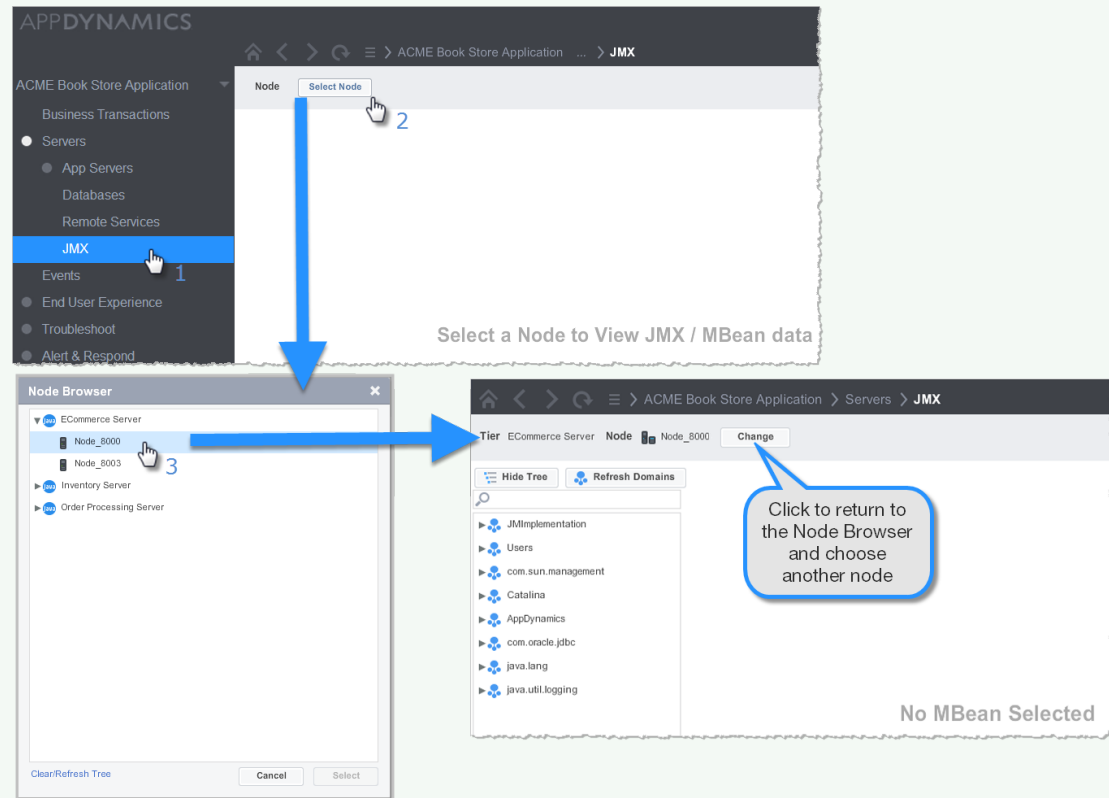 APPDYNAMICS
ACME Book Store Application ... JMX
ACME Book Store Application
Node Select Node
2
Business Transactions
Servers
App Servers
Databases
Remote Services
JMX
1
Events
End User Experience
Troubleshoot
Alert & Respond
Select a Node to View JMX / MBean data
Node Browser
ECommerce Server
Node_8000
Node_8003
3
Inventory Server
Order Processing Server
Clear/Refresh Tree
Cancel
Select
ACME Book Store Application Servers JMX
Tier ECommerce Server Node Node_8000 Change
Hide Tree Refresh Domains
JMImplementation
Users
com.sun.management
Catalina
AppDynamics
com.oracle.jdbc
java.lang
java.util.logging
Click to return to
the Node Browser
and choose
another node
No MBean Selected